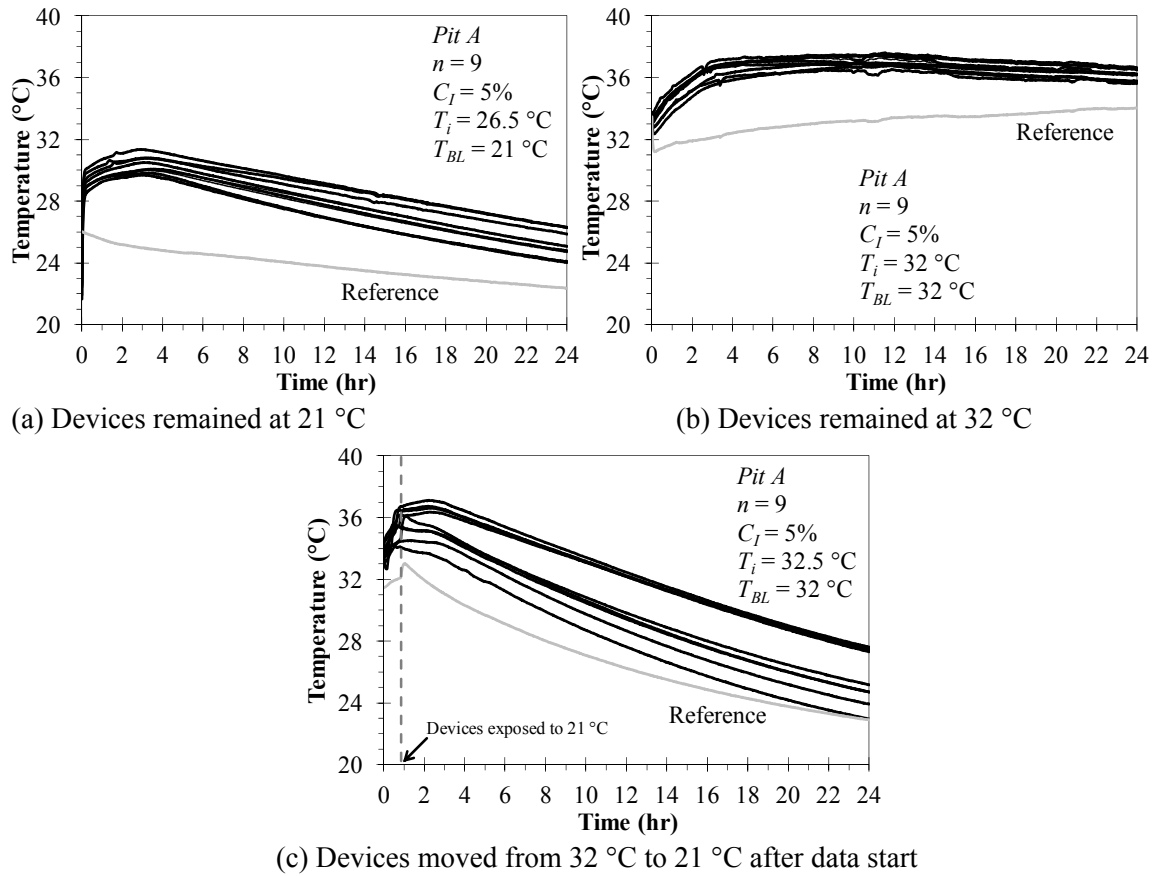 40
36
32
28
24
20
Temperature (°C)
Pit A
n = 9
C_I = 5%
T_i = 26.5 °C
T_BL = 21 °C
Reference
0 2 4 6 8 10 12 14 16 18 20 22 24
Time (hr)
(a) Devices remained at 21 °C
40
36
32
28
24
20
Temperature (°C)
Reference
Pit A
n = 9
C_I = 5%
T_i = 32 °C
T_BL = 32 °C
0 2 4 6 8 10 12 14 16 18 20 22 24
Time (hr)
(b) Devices remained at 32 °C
40
36
32
28
24
20
Temperature (°C)
Pit A
n = 9
C_I = 5%
T_i = 32.5 °C
T_BL = 32 °C
Reference
Devices exposed to 21 °C
0 2 4 6 8 10 12 14 16 18 20 22 24
Time (hr)
(c) Devices moved from 32 °C to 21 °C after data start